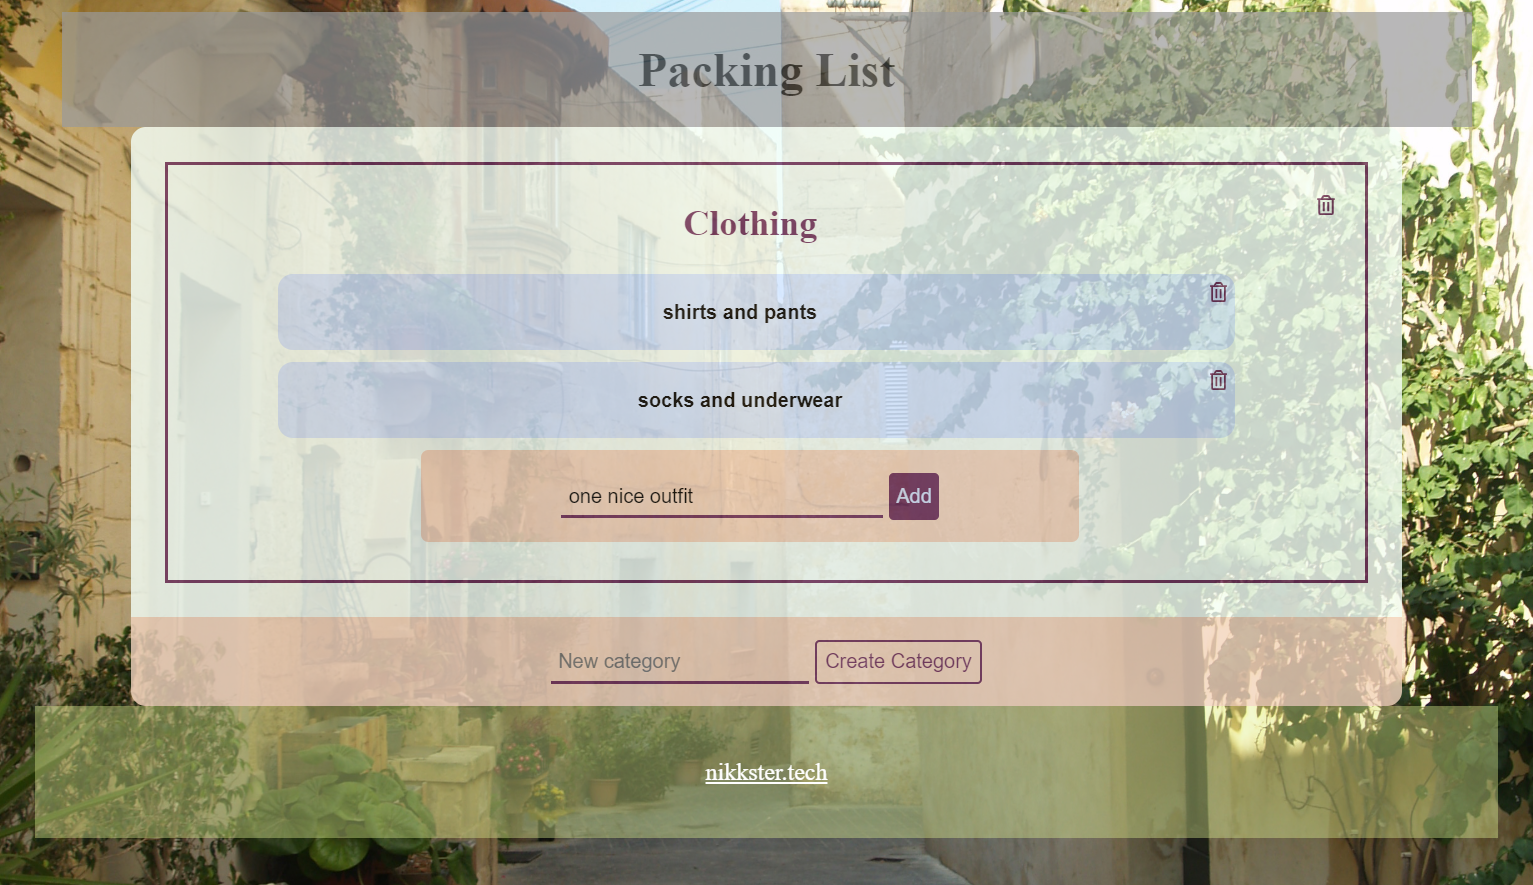 Packing List
Clothing
shirts and pants
socks and underwear
one nice outfit
Add
New category
Create Category
nikkster.tech